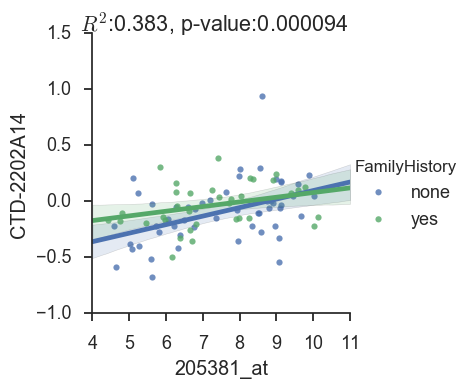 R²:0.383, p-value:0.000094
1.5
1.0
0.5
0.0
−0.5
−1.0
CTD-2202A14
4 5 6 7 8 9 10 11
205381_at
FamilyHistory
none
yes